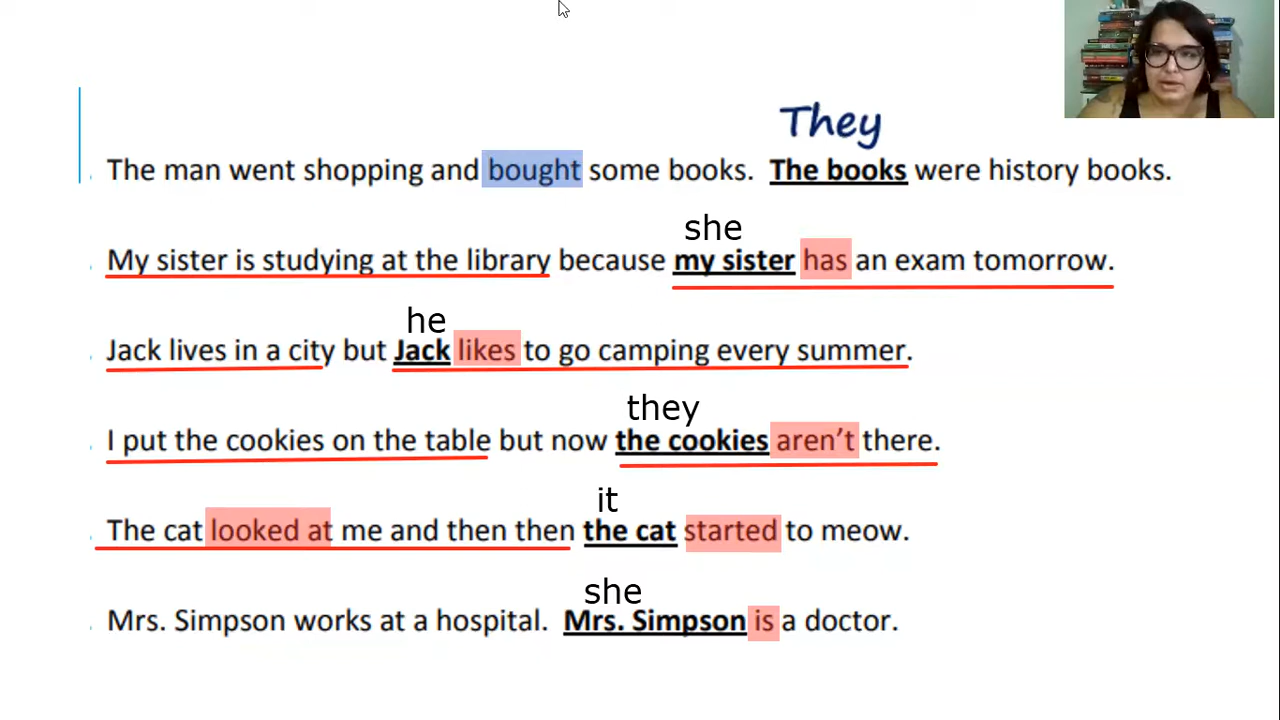 They
The man went shopping and bought some books. The books were history books.
she
My sister is studying at the library because my sister has an exam tomorrow.
he
Jack lives in a city but Jack likes to go camping every summer.
they
I put the cookies on the table but now the cookies aren't there.
it
The cat looked at me and then then the cat started to meow.
she
Mrs. Simpson works at a hospital. Mrs. Simpson is a doctor.